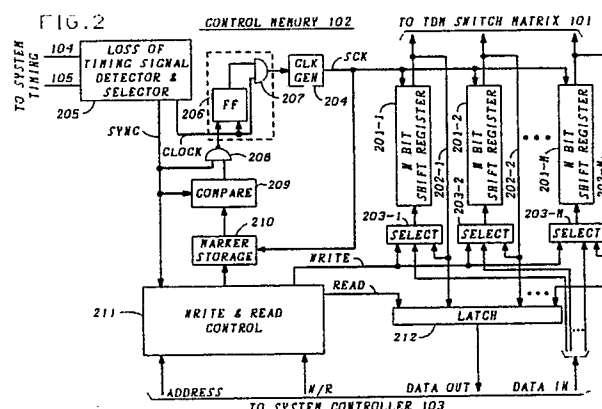 FIG.2
CONTROL MEMORY 102
TO TDM SWITCH MATRIX 101
TO SYSTEM TIMING
104
105
LOSS OF TIMING SIGNAL DETECTOR & SELECTOR
205
206
FF
207
CLK GEN
204
SCK
SYNC
CLOCK
208
COMPARE
209
210
MARKER STORAGE
201-1
N BIT SHIFT REGISTER
202-1
201-2
N BIT SHIFT REGISTER
202-2
201-M
N BIT SHIFT REGISTER
202-M
203-1
SELECT
203-2
SELECT
203-M
SELECT
WRITE
READ
211
WRITE & READ CONTROL
LATCH
212
ADDRESS
W/R
DATA OUT
DATA IN
TO SYSTEM CONTROLLER 103